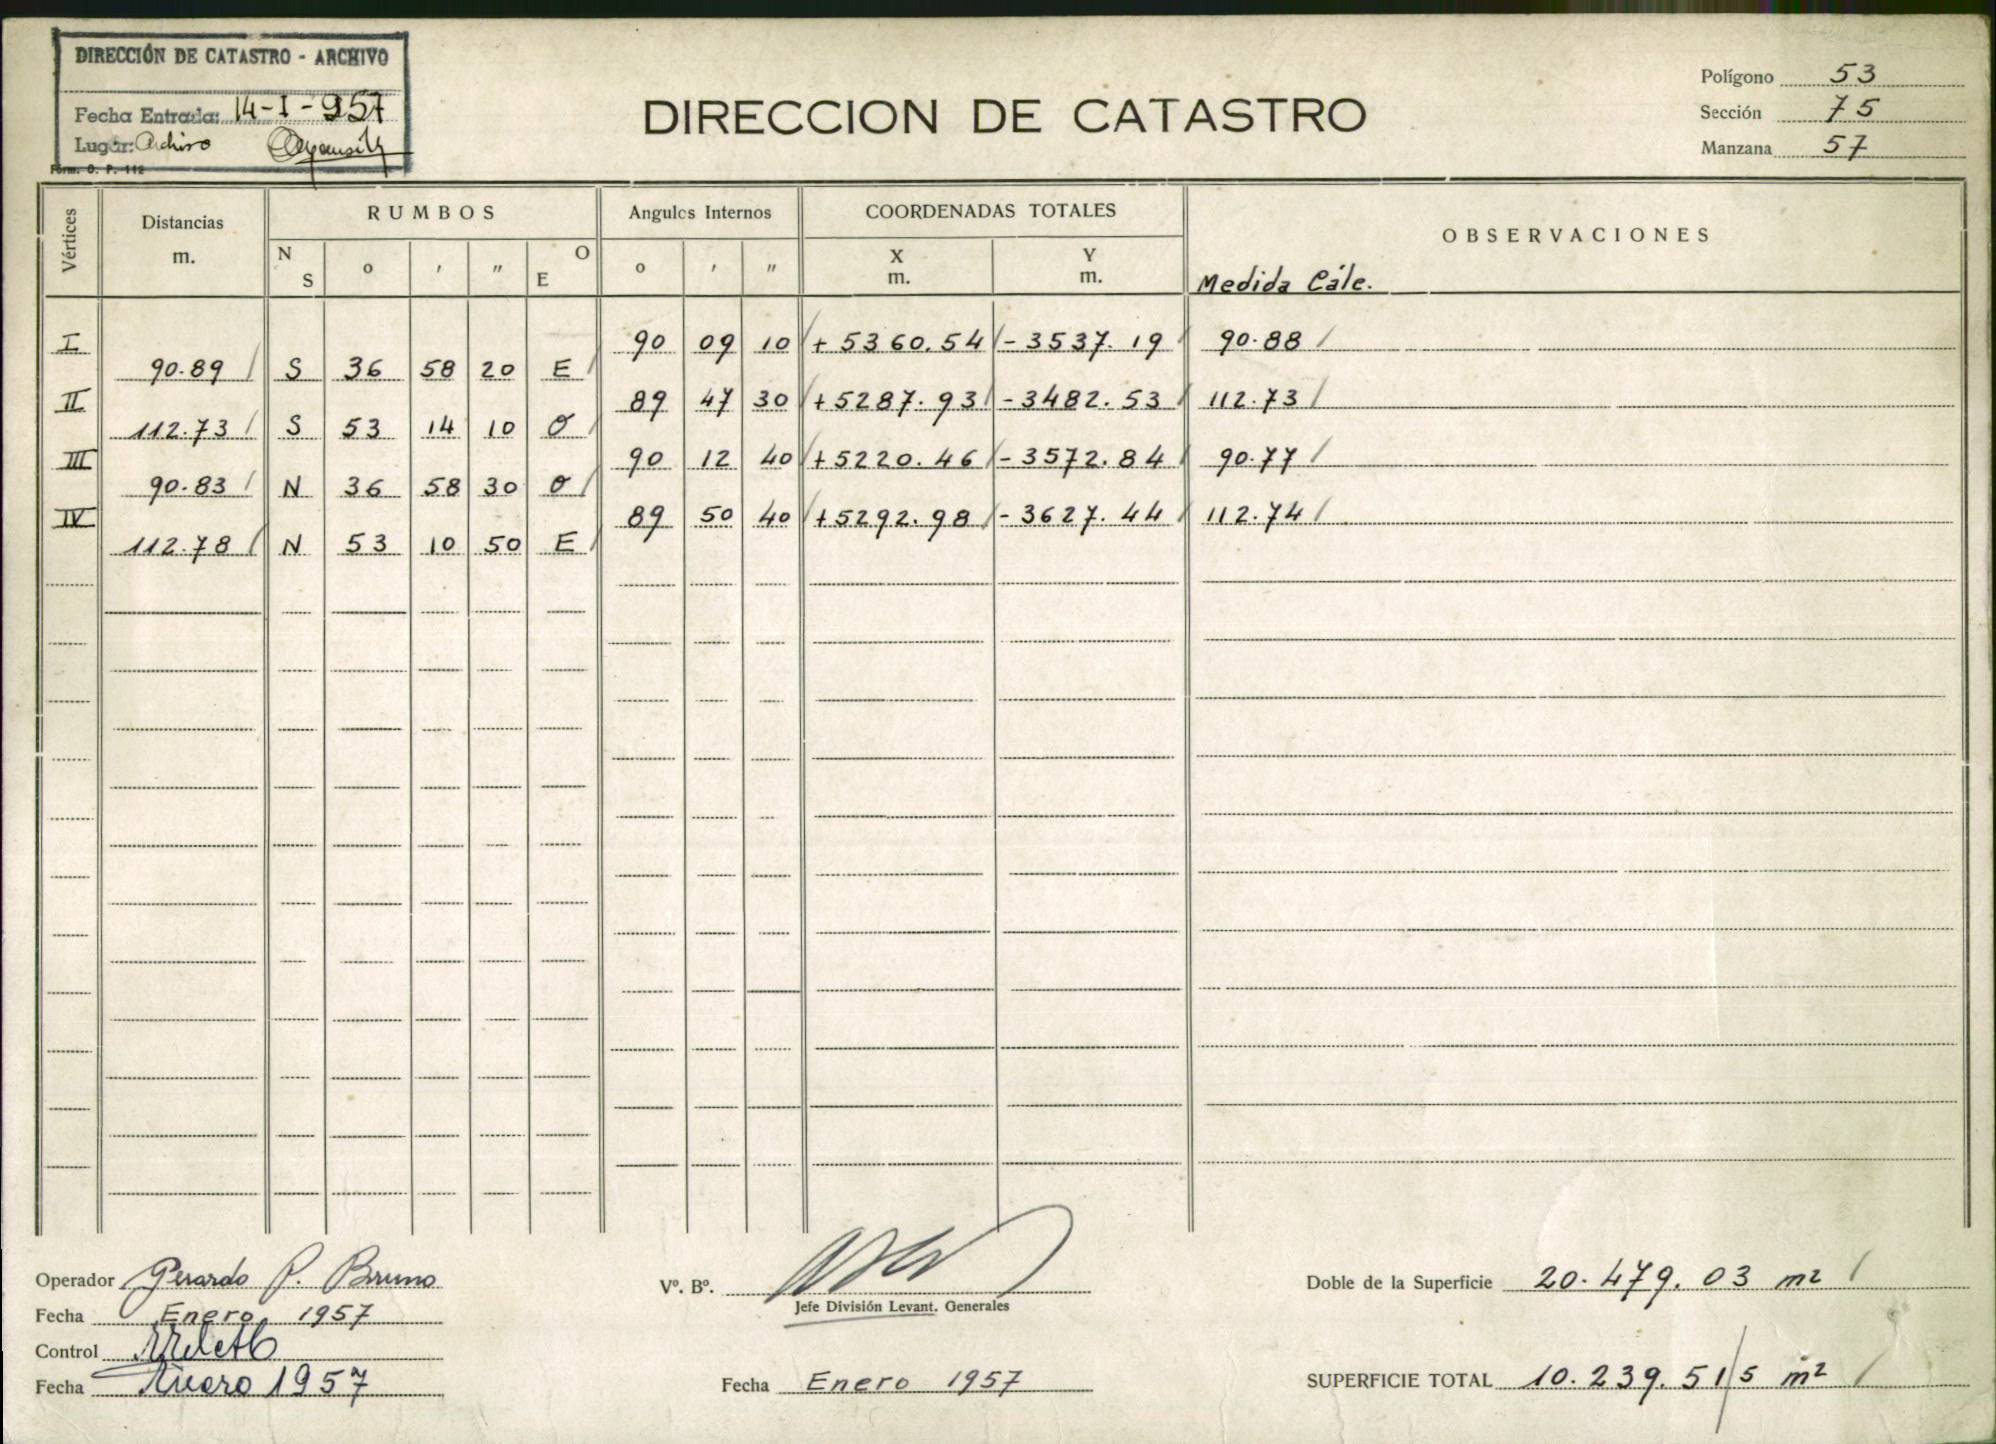 DIRECCIÓN DE CATASTRO - ARCHIVO
Fecha Entrada: 14-I-957
Lugar: Archivo
Form. O. P. 112
DIRECCION DE CATASTRO
Polígono 53
Sección 75
Manzana 57
Vértices Distancias m. RUMBOS Angulos Internos COORDENADAS TOTALES OBSERVACIONES
N S o ' " O E o ' " X m. Y m. Medida Cálc.
I 90 09 10 + 5360.54 - 3537.19 90.88
90.89 S 36 58 20 E
II 89 47 30 + 5287.93 - 3482.53 112.73
112.73 S 53 14 10 O
III 90 12 40 + 5220.46 - 3572.84 90.77
90.83 N 36 58 30 O
IV 89 50 40 + 5292.98 - 3627.44 112.74
112.78 N 53 10 50 E
Operador Gerardo P. Bruno
Fecha Enero 1957
Control
Fecha Enero 1957
Vº. Bº.
Jefe División Levant. Generales
Fecha Enero 1957
Doble de la Superficie 20.479.03 m²
SUPERFICIE TOTAL 10.239.51/5 m²